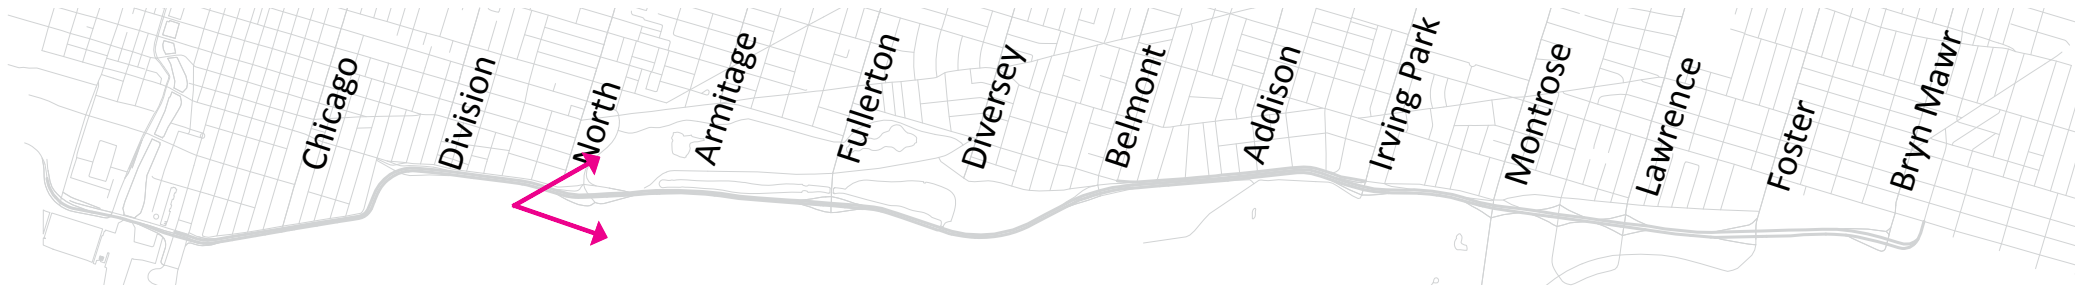 Chicago
Division
North
Armitage
Fullerton
Diversey
Belmont
Addison
Irving Park
Montrose
Lawrence
Foster
Bryn Mawr